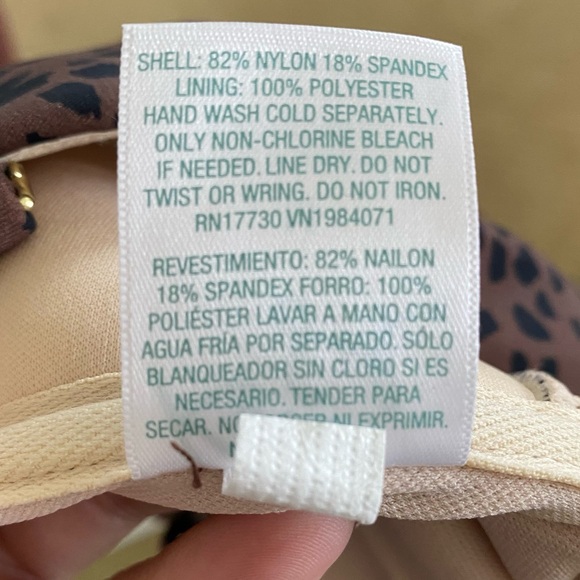 SHELL: 82% NYLON 18% SPANDEX
LINING: 100% POLYESTER
HAND WASH COLD SEPARATELY.
ONLY NON-CHLORINE BLEACH
IF NEEDED. LINE DRY. DO NOT
TWIST OR WRING. DO NOT IRON.
RN17730 VN1984071
REVESTIMIENTO: 82% NAILON
18% SPANDEX FORRO: 100%
POLIÉSTER LAVAR A MANO CON
AGUA FRÍA POR SEPARADO. SÓLO
BLANQUEADOR SIN CLORO SI ES
NECESARIO. TENDER PARA
SECAR. NI EXPRIMIR.